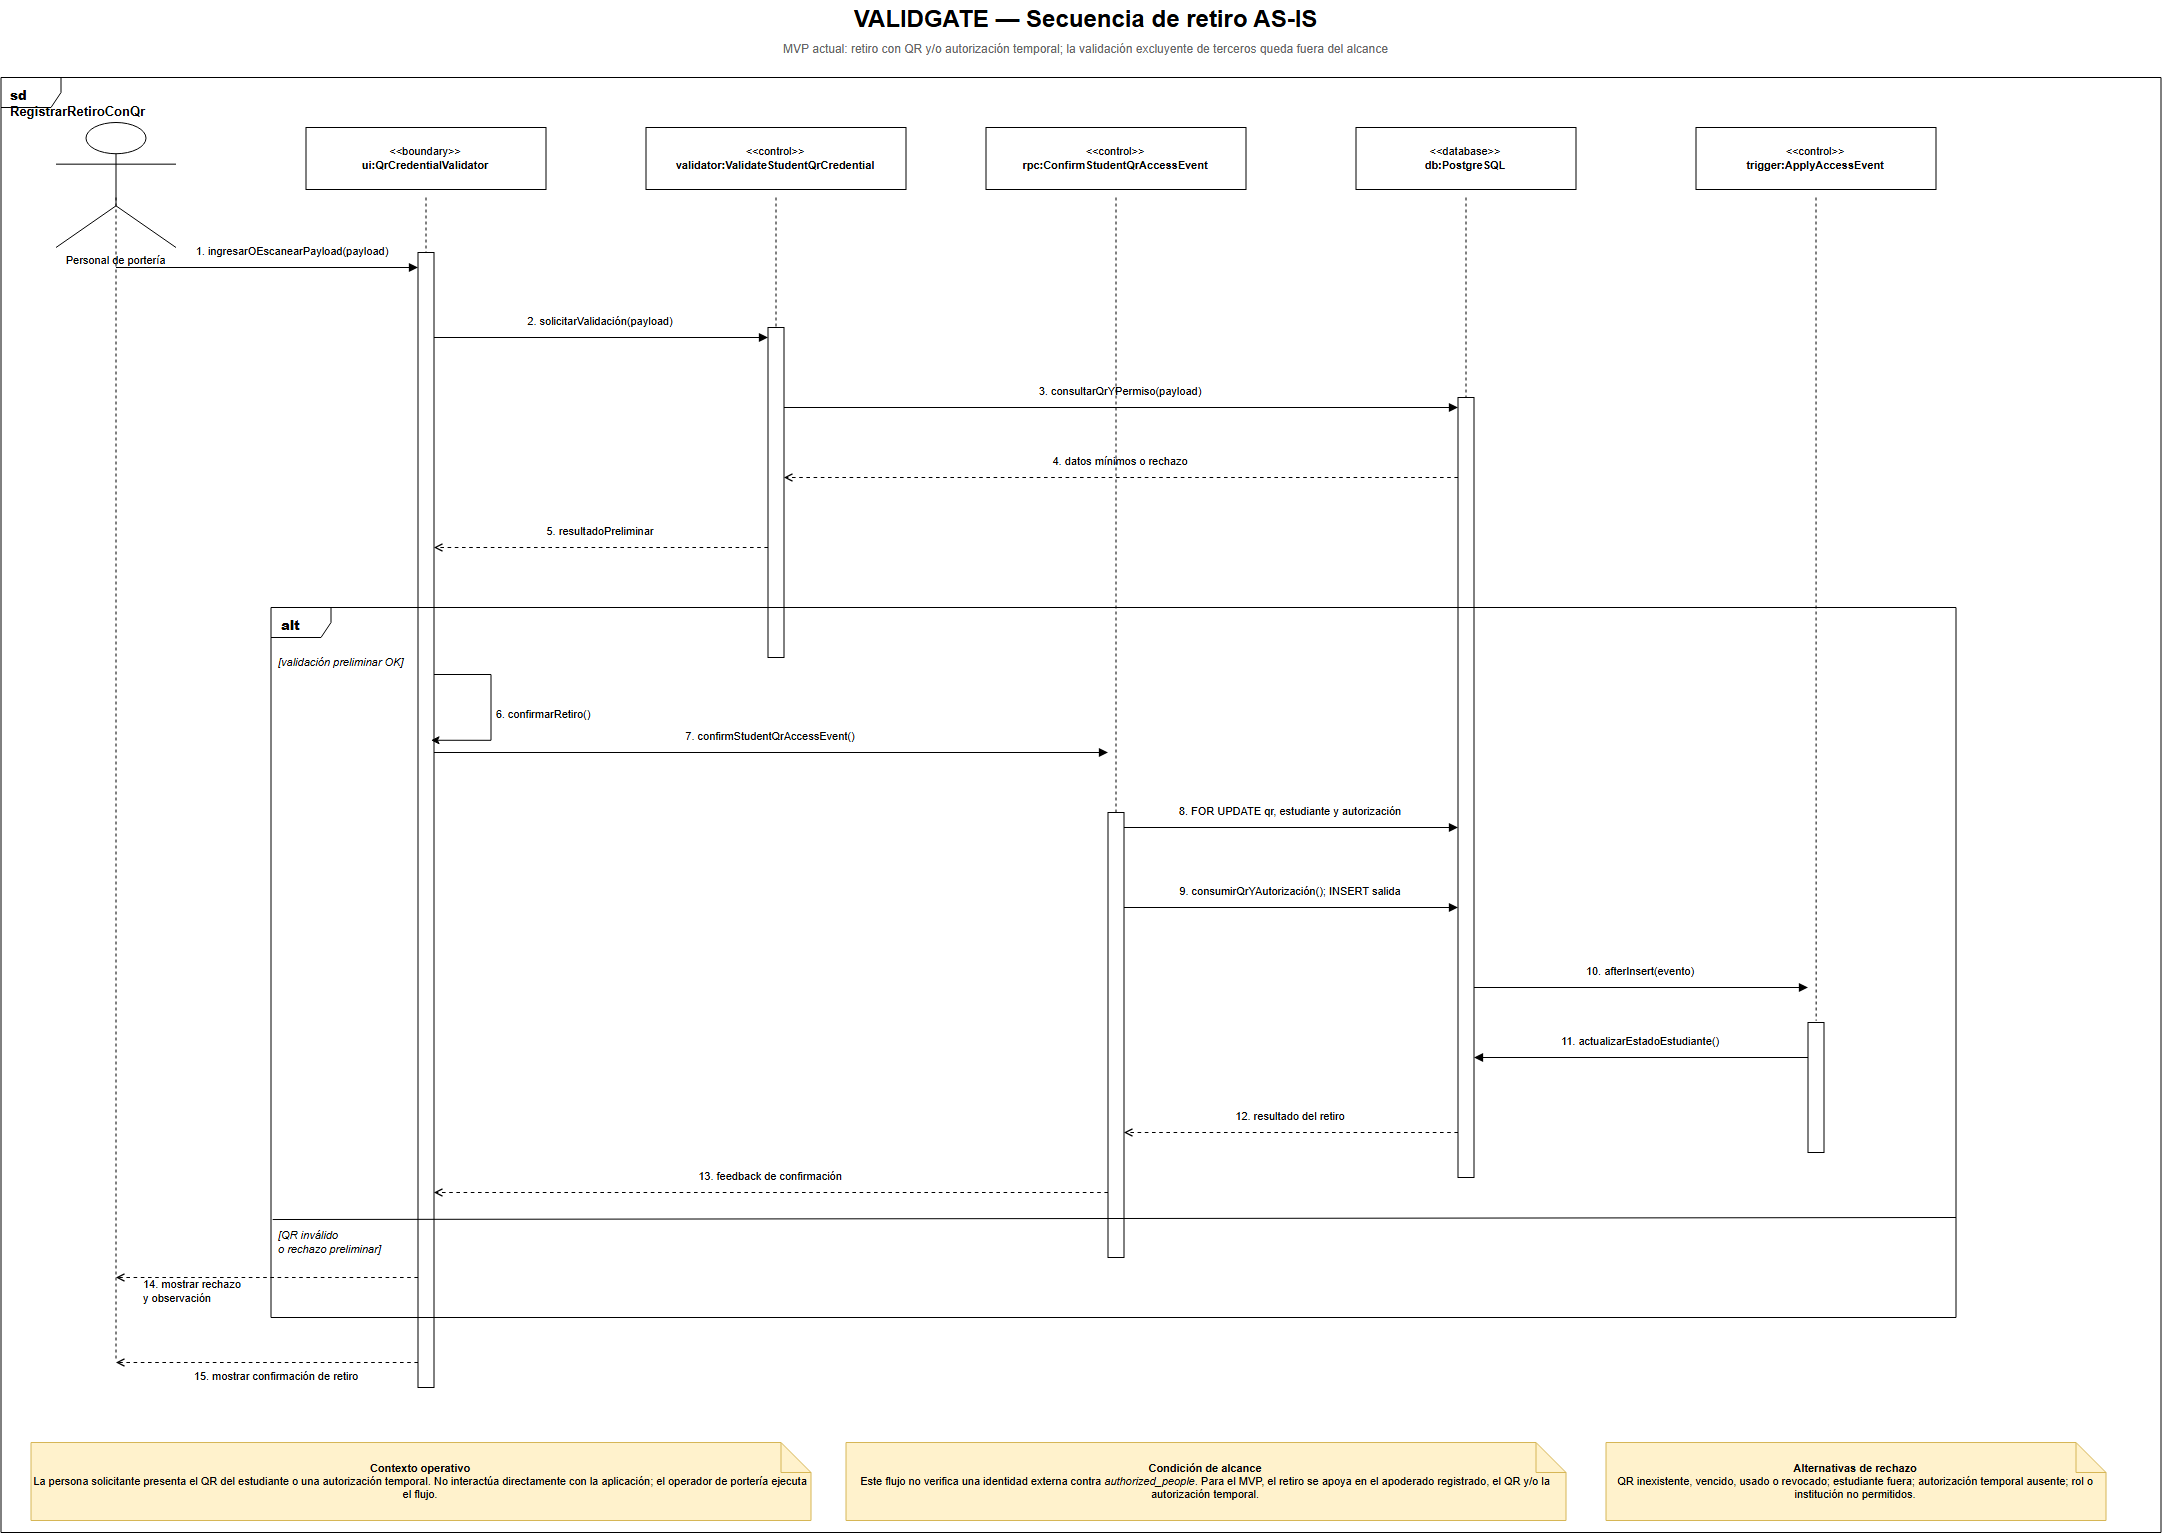 VALIDGATE — Secuencia de retiro AS-IS
MVP actual: retiro con QR y/o autorización temporal; la validación excluyente de terceros queda fuera del alcance
sd
RegistrarRetiroConQr
<<boundary>>
ui:QrCredentialValidator
<<control>>
validator:ValidateStudentQrCredential
<<control>>
rpc:ConfirmStudentQrAccessEvent
<<database>>
db:PostgreSQL
<<control>>
trigger:ApplyAccessEvent
Personal de portería
1. ingresarOEscanearPayload(payload)
2. solicitarValidación(payload)
3. consultarQrYPermiso(payload)
4. datos mínimos o rechazo
5. resultadoPreliminar
alt
[validación preliminar OK]
6. confirmarRetiro()
7. confirmStudentQrAccessEvent()
8. FOR UPDATE qr, estudiante y autorización
9. consumirQrYAutorización(); INSERT salida
10. afterInsert(evento)
11. actualizarEstadoEstudiante()
12. resultado del retiro
13. feedback de confirmación
[QR inválido
o rechazo preliminar]
14. mostrar rechazo
y observación
15. mostrar confirmación de retiro
Contexto operativo
La persona solicitante presenta el QR del estudiante o una autorización temporal. No interactúa directamente con la aplicación; el operador de portería ejecuta
el flujo.
Condición de alcance
Este flujo no verifica una identidad externa contra authorized_people. Para el MVP, el retiro se apoya en el apoderado registrado, el QR y/o la
autorización temporal.
Alternativas de rechazo
QR inexistente, vencido, usado o revocado; estudiante fuera; autorización temporal ausente; rol o
institución no permitidos.